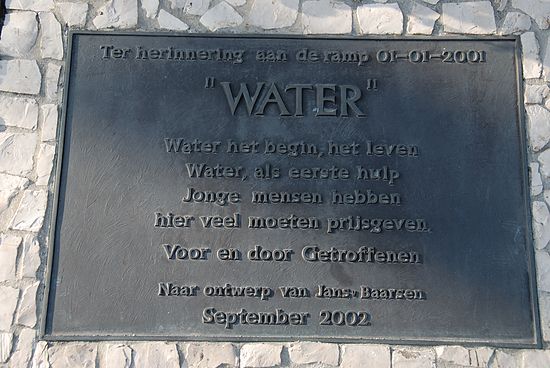 Ter herinnering aan de ramp 01-01-2001
"WATER"
Water het begin, het leven
Water, als eerste hulp
Jonge mensen hebben
hier veel moeten prijsgeven.
Voor en door Getroffenen
Naar ontwerp van Jans-Baarsen
September 2002